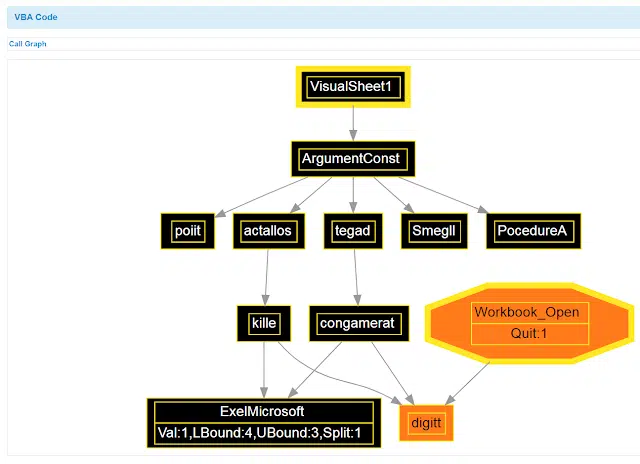 VBA Code
Call Graph
VisualSheet1
ArgumentConst
poiit
actallos
tegad
Smegll
PocedureA
kille
congamerat
Workbook_Open
Quit:1
ExelMicrosoft
Val:1,LBound:4,UBound:3,Split:1
digitt